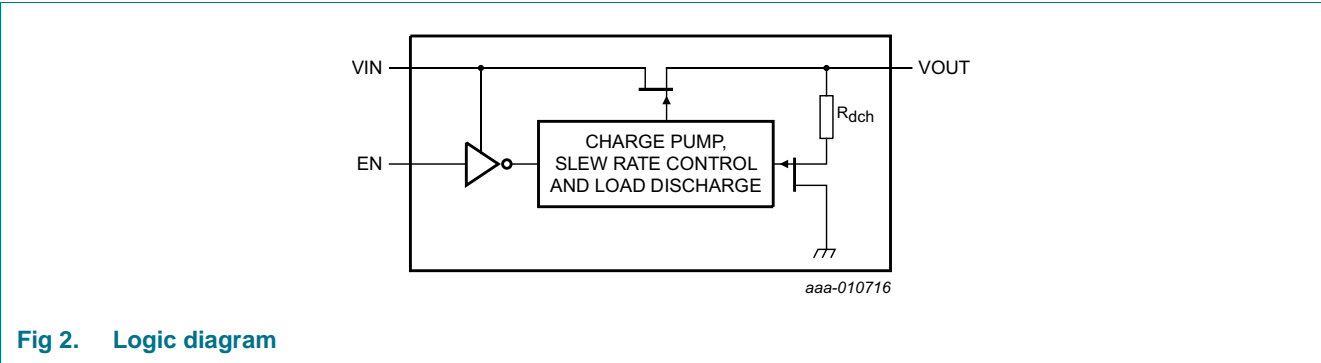 VIN
VOUT
Rdch
EN
CHARGE PUMP,
SLEW RATE CONTROL
AND LOAD DISCHARGE
aaa-010716
Fig 2. Logic diagram